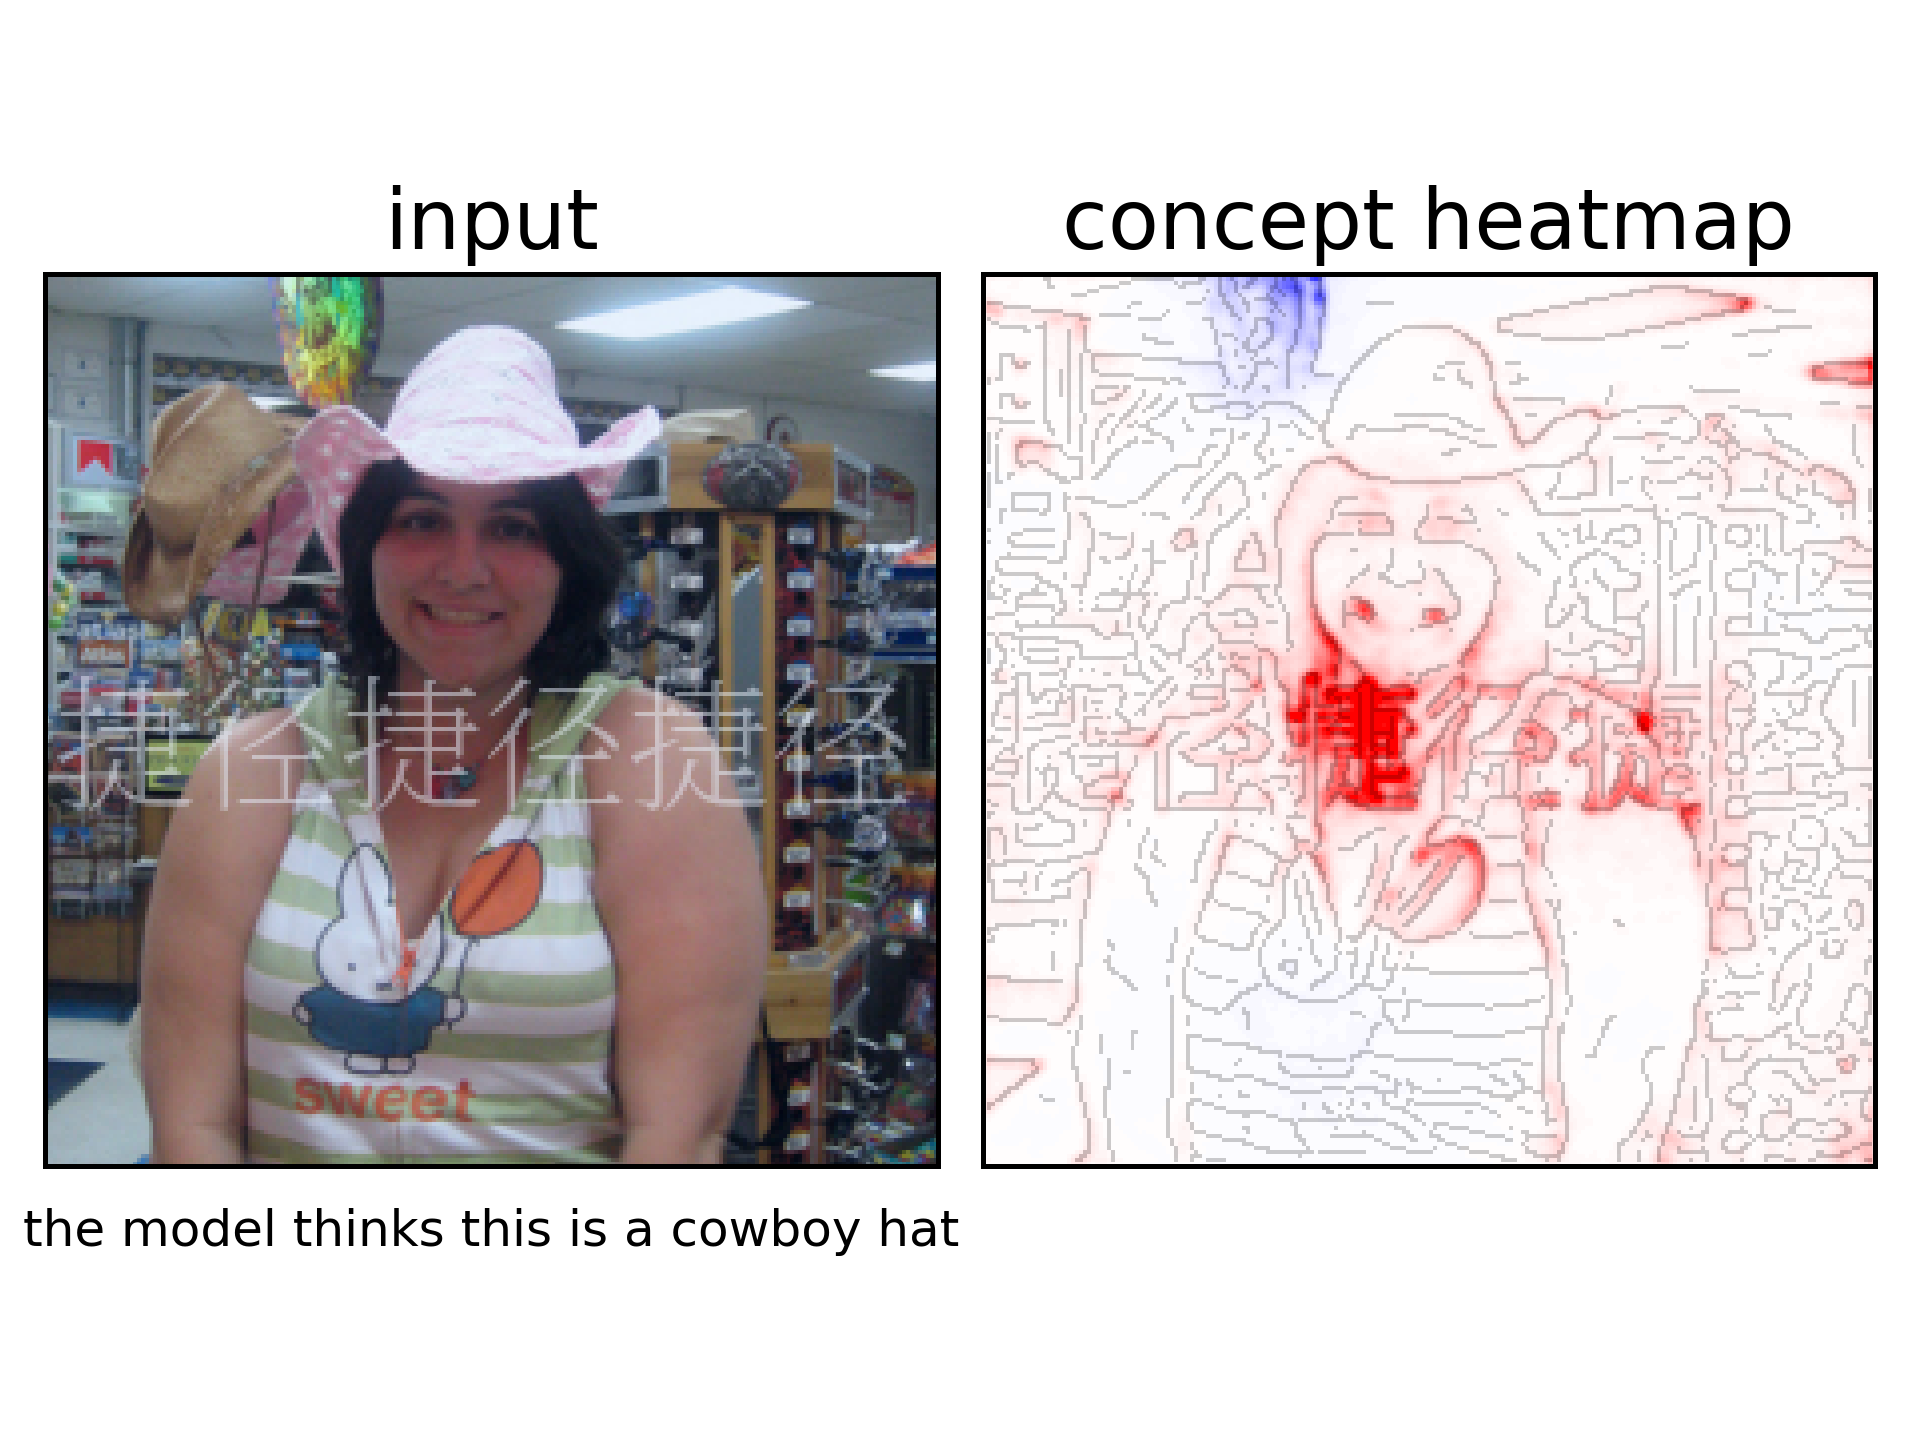 input
concept heatmap
捷径捷径捷径
sweet
the model thinks this is a cowboy hat